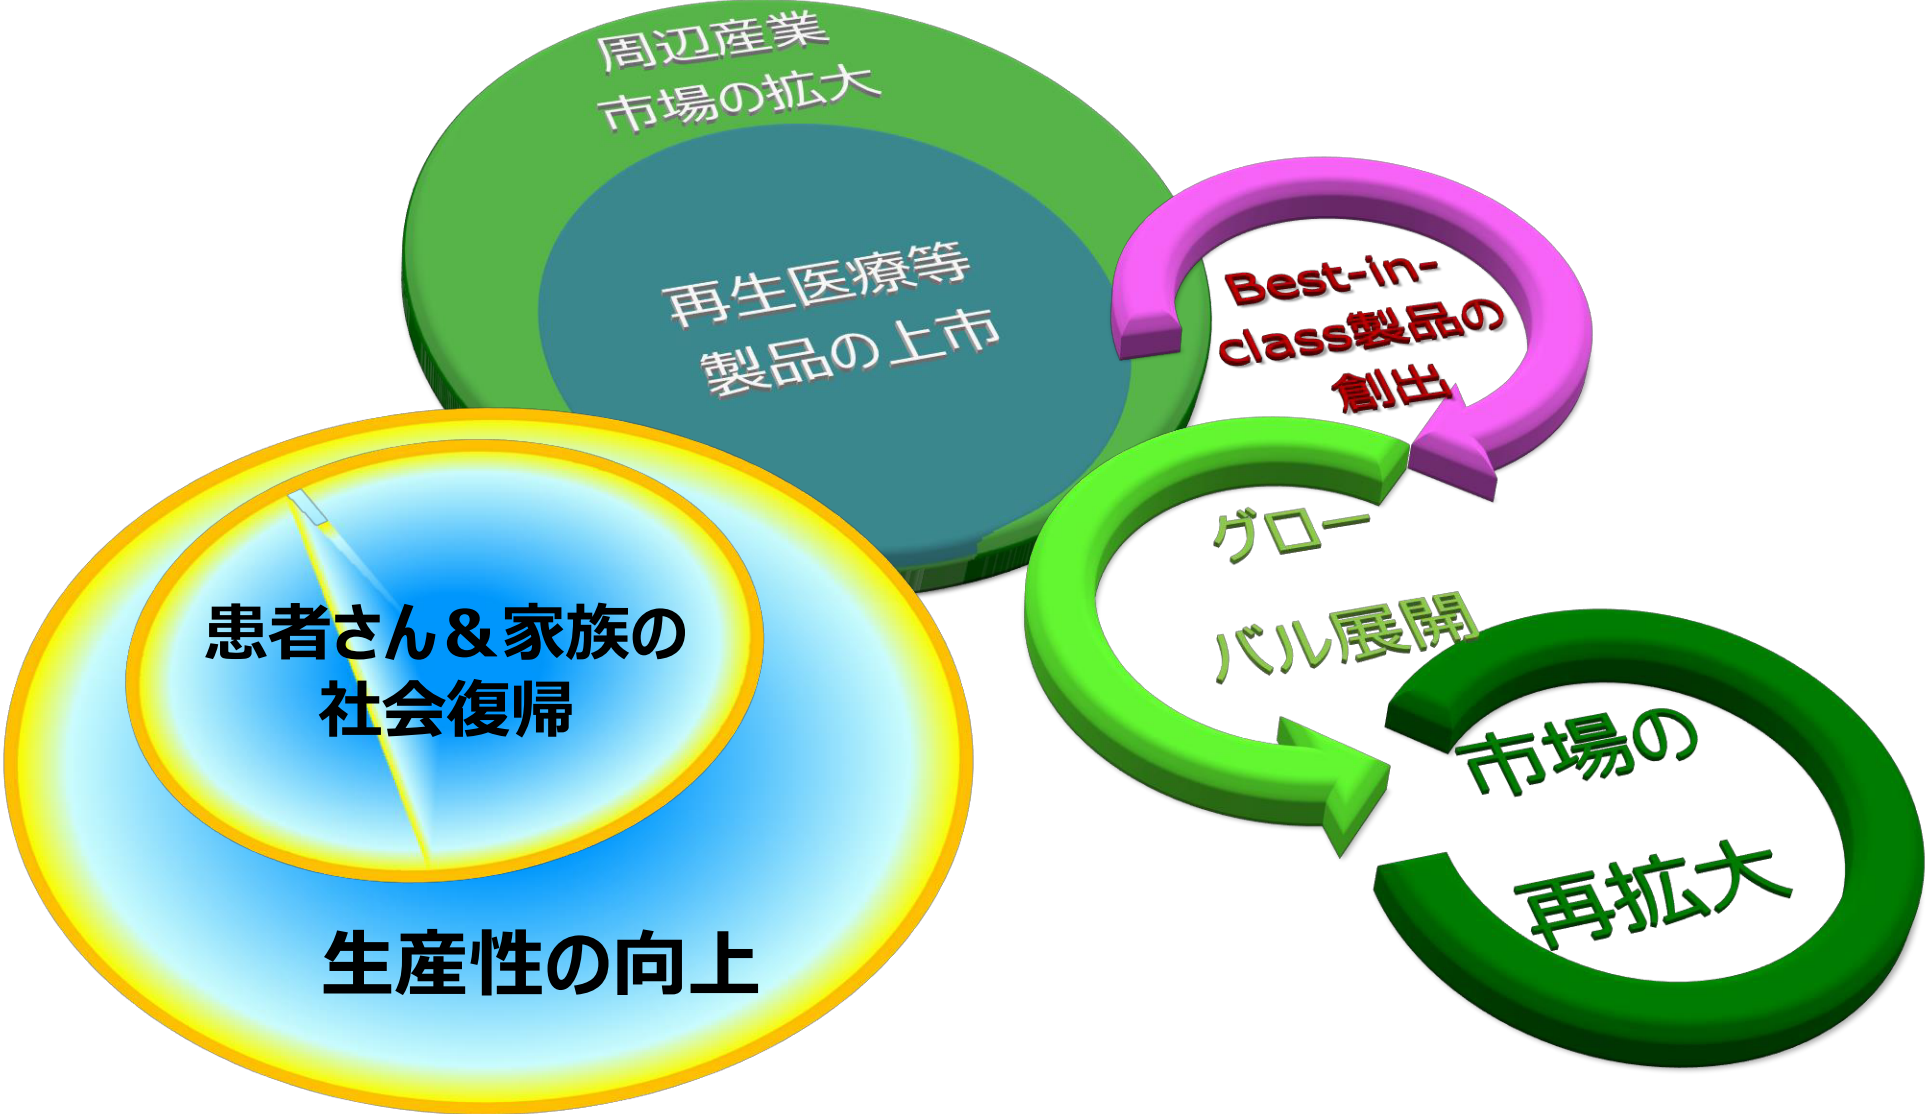 周辺産業
市場の拡大
再生医療等
製品の上市
Best-in-
class製品の
創出
グロー
バル展開
市場の
再拡大
患者さん＆家族の
社会復帰
生産性の向上